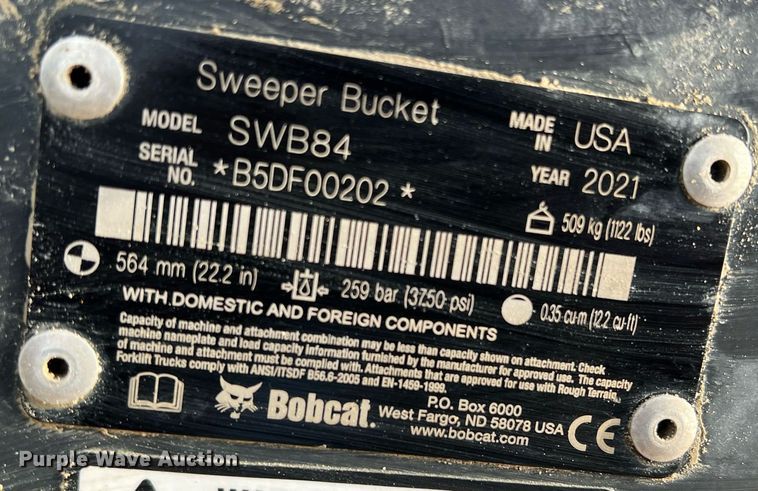 Sweeper Bucket
MODEL SWB84
MADE IN USA
SERIAL NO. *B5DF00202*
YEAR 2021
509 kg (1122 lbs)
564 mm (22.2 in)
259 bar (3750 psi)
0.35 cu-m (12.2 cu-ft)
WITH DOMESTIC AND FOREIGN COMPONENTS
Capacity of machine and attachment combination may be less than capacity shown on attachment. Check
machine nameplate and load capacity information furnished by the manufacturer for approved use. The capacity
of machine and attachment must be complied with. Attachments that are approved for use with Rough Terrain
Forklift Trucks comply with ANSI/ITSDF B56.6-2005 and EN-1459-1999.
Bobcat.
P.O. Box 6000
West Fargo, ND 58078 USA
www.bobcat.com
CE
Purple Wave Auction